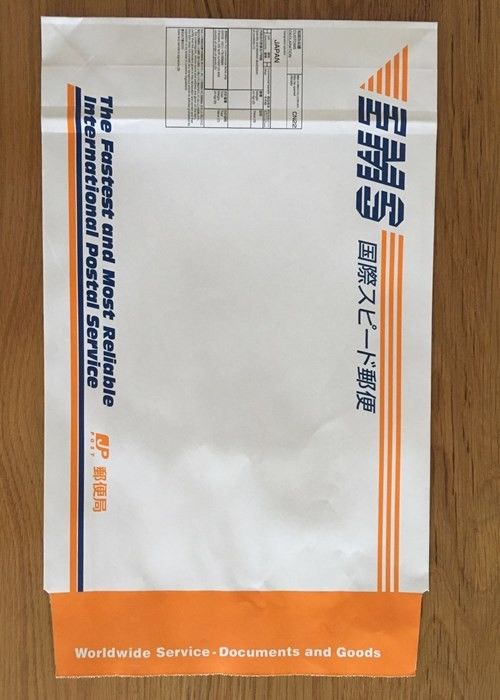 EMS
国際スピード郵便
CN22
JAPAN
The Fastest and Most Reliable
International Postal Service
JP
POST
郵便局
Worldwide Service-Documents and Goods